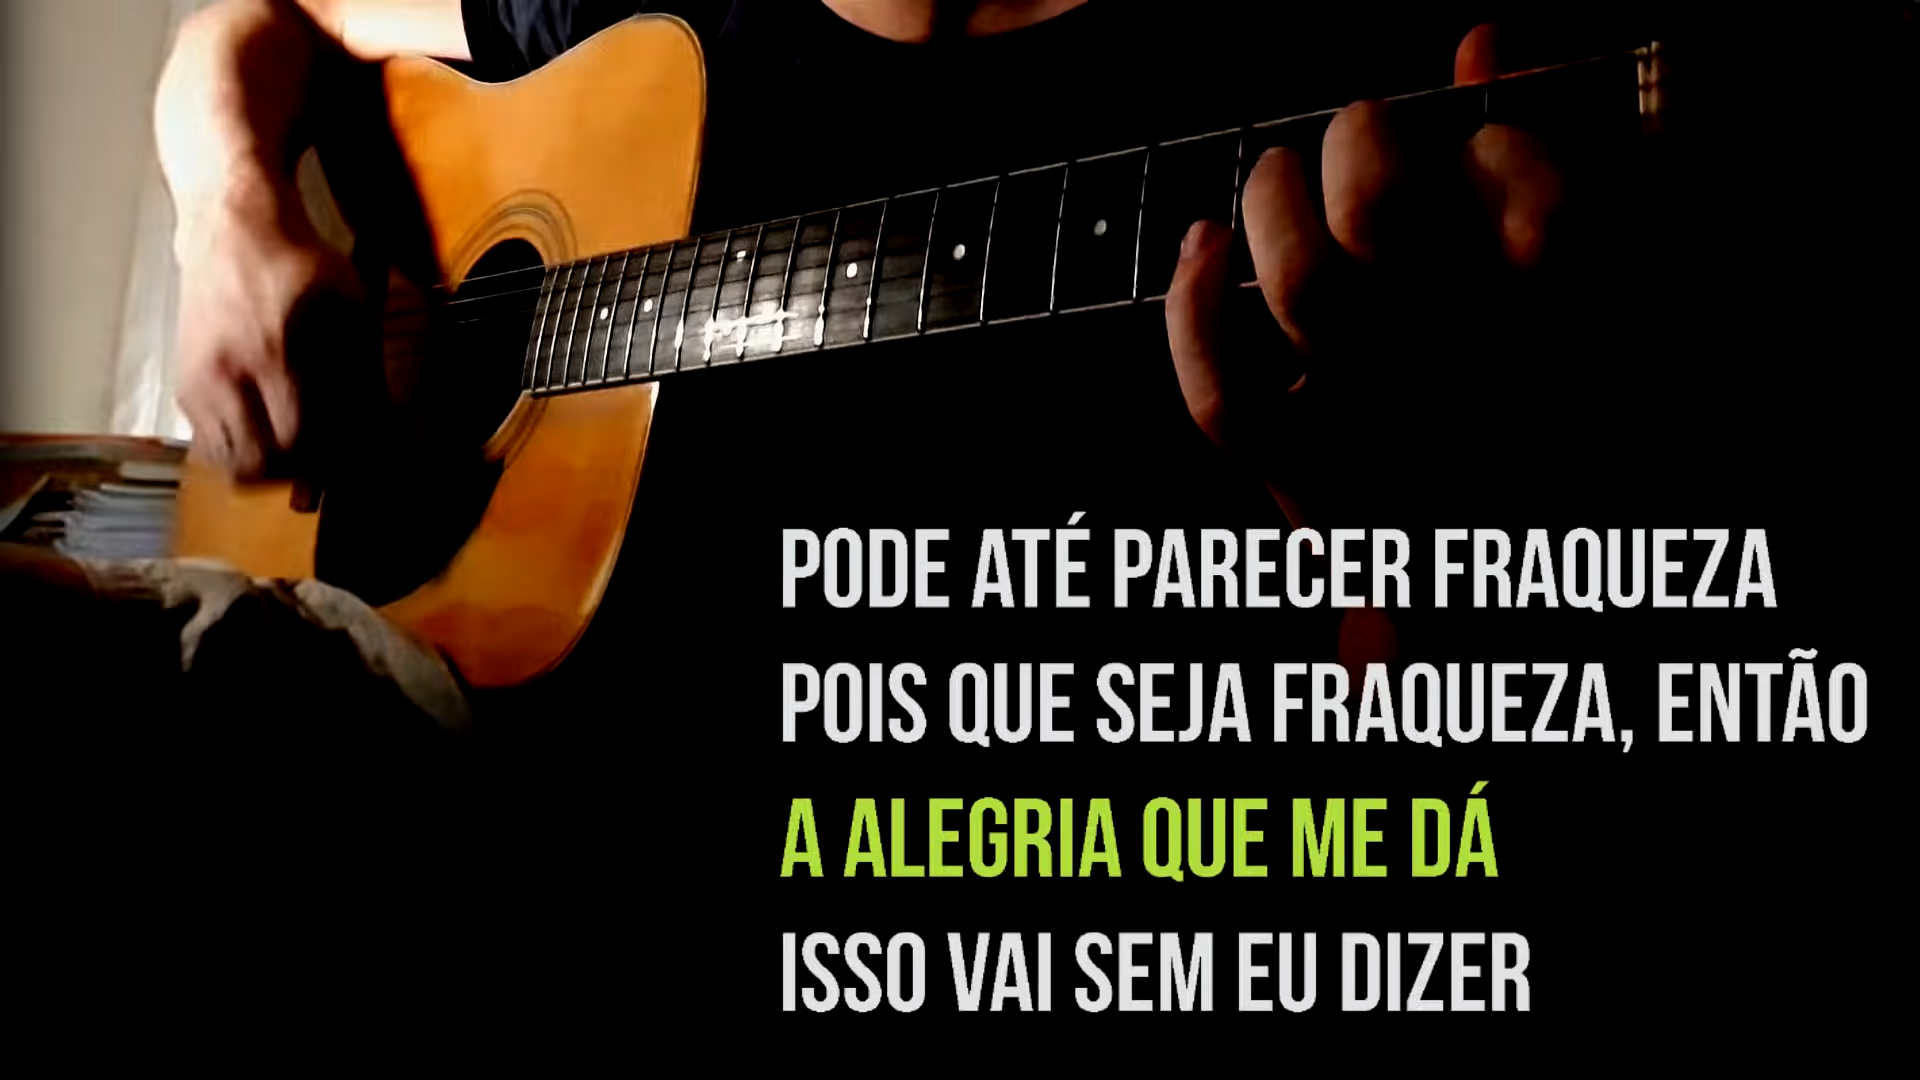 PODE ATÉ PARECER FRAQUEZA
POIS QUE SEJA FRAQUEZA, ENTÃO
A ALEGRIA QUE ME DÁ
ISSO VAI SEM EU DIZER